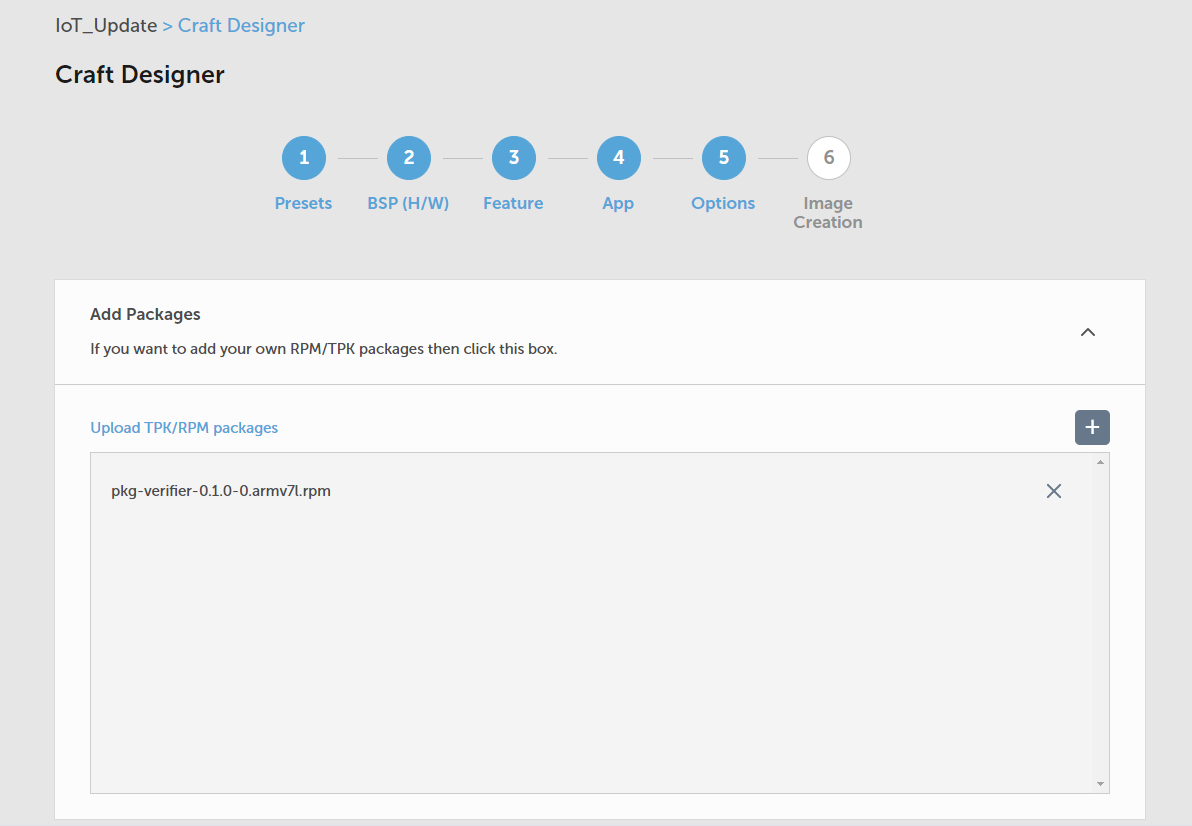 IoT_Update > Craft Designer
Craft Designer
1
2
3
4
5
6
Presets
BSP (H/W)
Feature
App
Options
Image
Creation
Add Packages
If you want to add your own RPM/TPK packages then click this box.
Upload TPK/RPM packages
+
pkg-verifier-0.1.0-0.armv7l.rpm